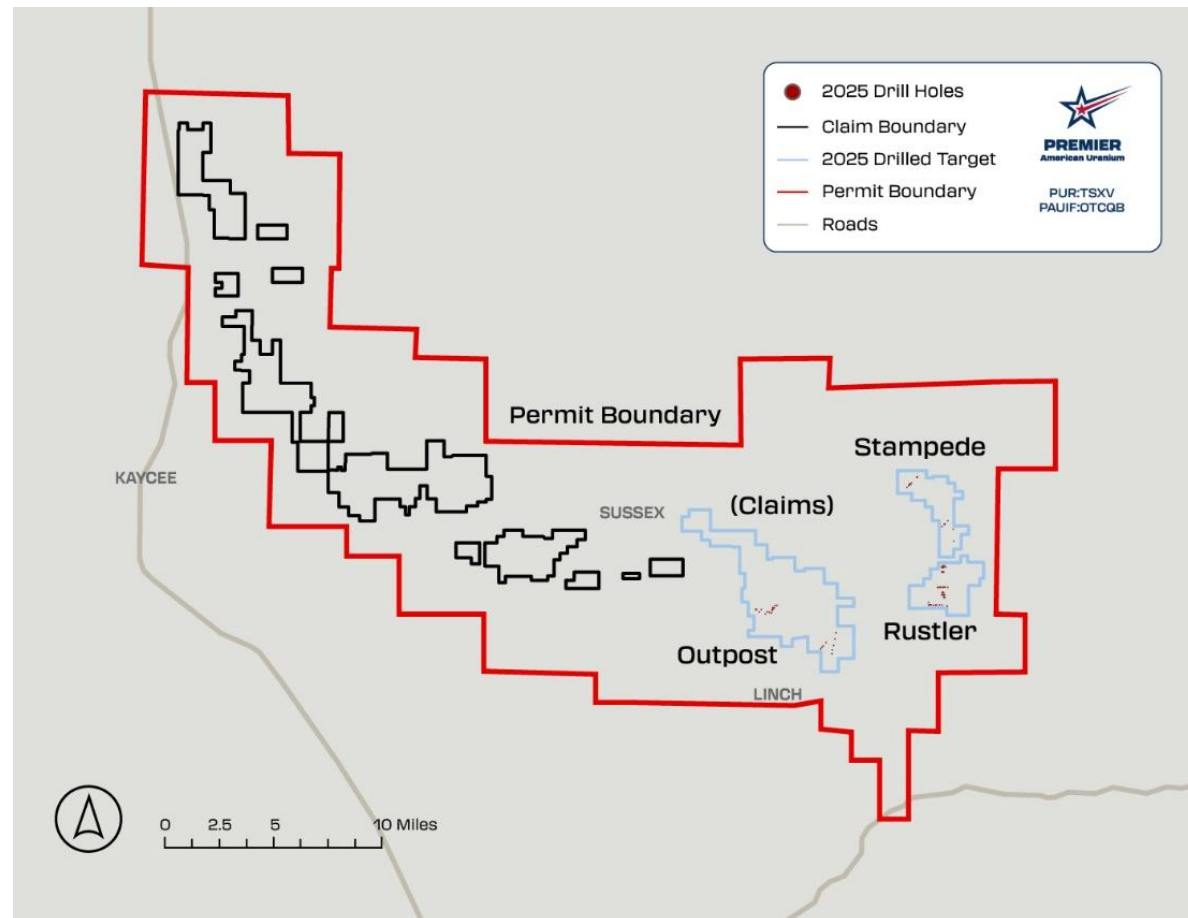 2025 Drill Holes
Claim Boundary
2025 Drilled Target
Permit Boundary
Roads
PREMIER
American Uranium
PUR:TSXV
PAUIF:OTCQB
Permit Boundary
Stampede
KAYCEE
(Claims)
SUSSEX
Rustler
Outpost
LINCH
0 2.5 5 10 Miles